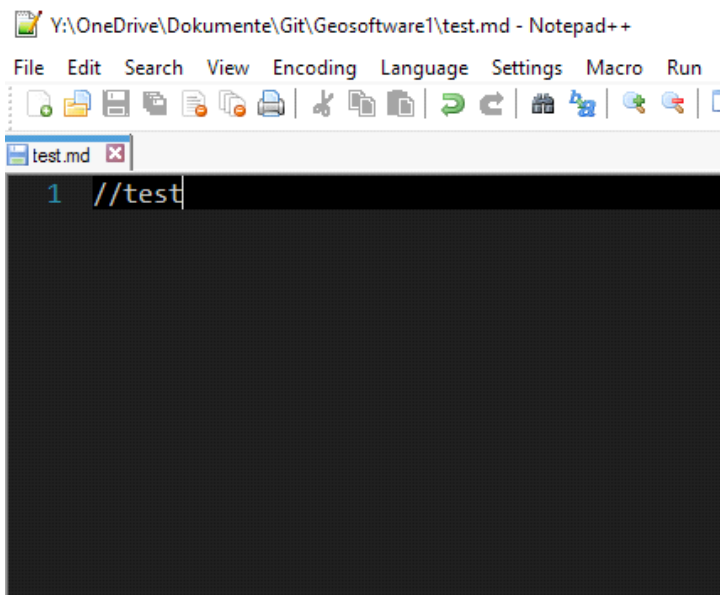 Y:\OneDrive\Dokumente\Git\Geosoftware1\test.md - Notepad++
File Edit Search View Encoding Language Settings Macro Run
test.md
1 //test